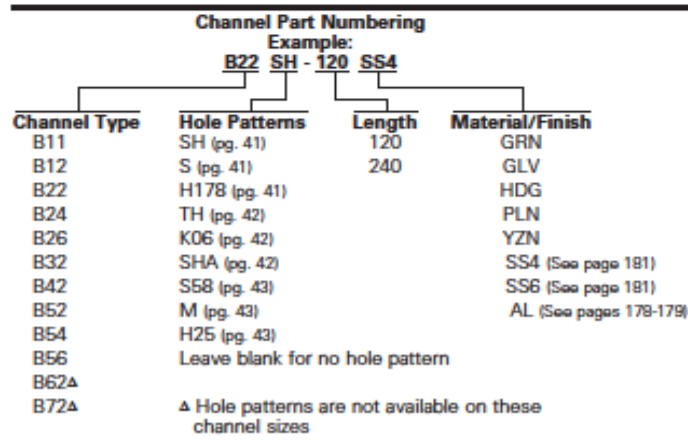 Channel Part Numbering
Example:
B22 SH - 120 SS4
Channel Type Hole Patterns Length Material/Finish
B11 SH (pg. 41) 120 GRN
B12 S (pg. 41) 240 GLV
B22 H178 (pg. 41) HDG
B24 TH (pg. 42) PLN
B26 K06 (pg. 42) YZN
B32 SHA (pg. 42) SS4 (See page 181)
B42 S58 (pg. 43) SS6 (See page 181)
B52 M (pg. 43) AL (See pages 178-179)
B54 H25 (pg. 43)
B56 Leave blank for no hole pattern
B62∆
B72∆ ∆ Hole patterns are not available on these
channel sizes